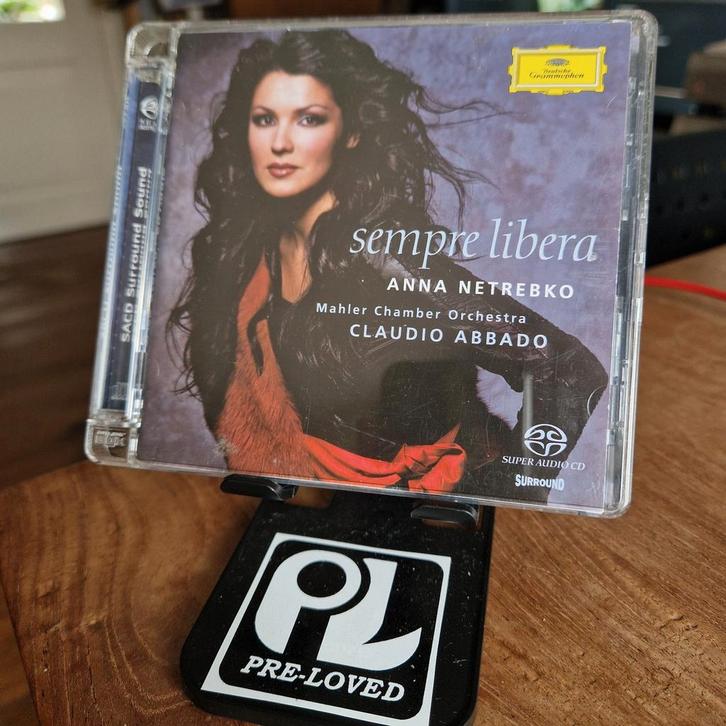 Deutsche
Grammophon
sempre libera
ANNA NETREBKO
Mahler Chamber Orchestra
CLAUDIO ABBADO
SUPER AUDIO CD
SURROUND
SACD Surround Sound
PL
PRE-LOVED